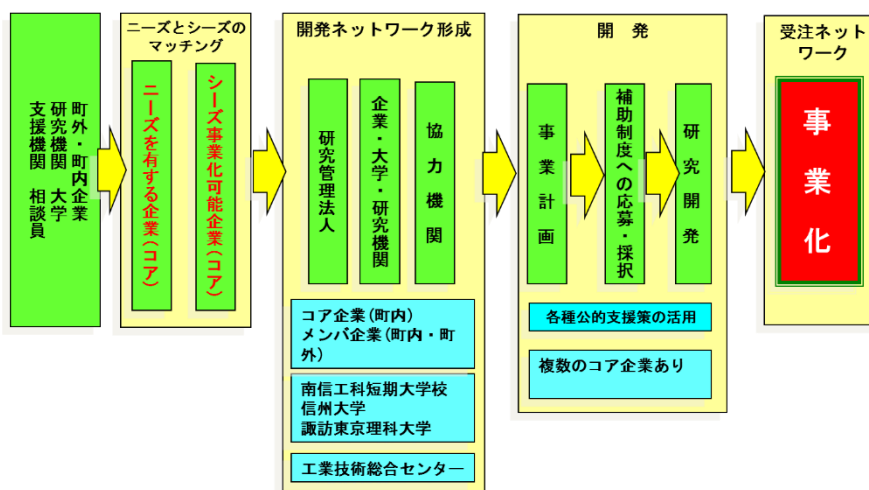 町外・町内企業
研究機関 大学
支援機関 相談員
ニーズとシーズの
マッチング
ニーズを有する企業(コア)
シーズ事業化可能企業(コア)
開発ネットワーク形成
研究管理法人
企業・大学・研究機関
協力機関
コア企業(町内)
メンバ企業(町内・町
外)
南信工科短期大学校
信州大学
諏訪東京理科大学
工業技術総合センター
開 発
事業計画
補助制度への応募・採択
研究開発
各種公的支援策の活用
複数のコア企業あり
受注ネット
ワーク
事業化